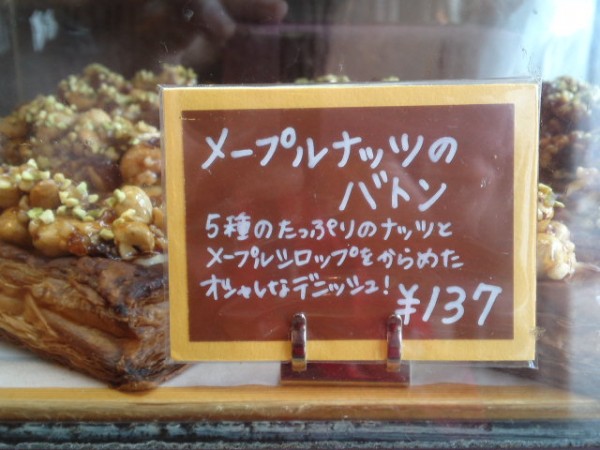 メープルナッツの
バトン
5種のたっぷりのナッツと
メープルシロップをからめた
オシャレなデニッシュ!
¥137